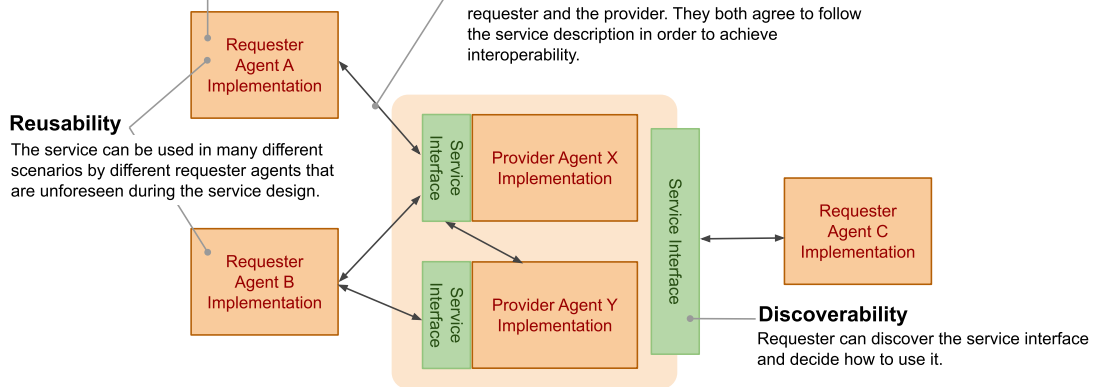 requester and the provider. They both agree to follow
the service description in order to achieve
interoperability.
Requester
Agent A
Implementation
Reusability
The service can be used in many different
scenarios by different requester agents that
are unforeseen during the service design.
Service
Interface
Provider Agent X
Implementation
Service Interface
Requester
Agent C
Implementation
Requester
Agent B
Implementation
Service
Interface
Provider Agent Y
Implementation
Discoverability
Requester can discover the service interface
and decide how to use it.